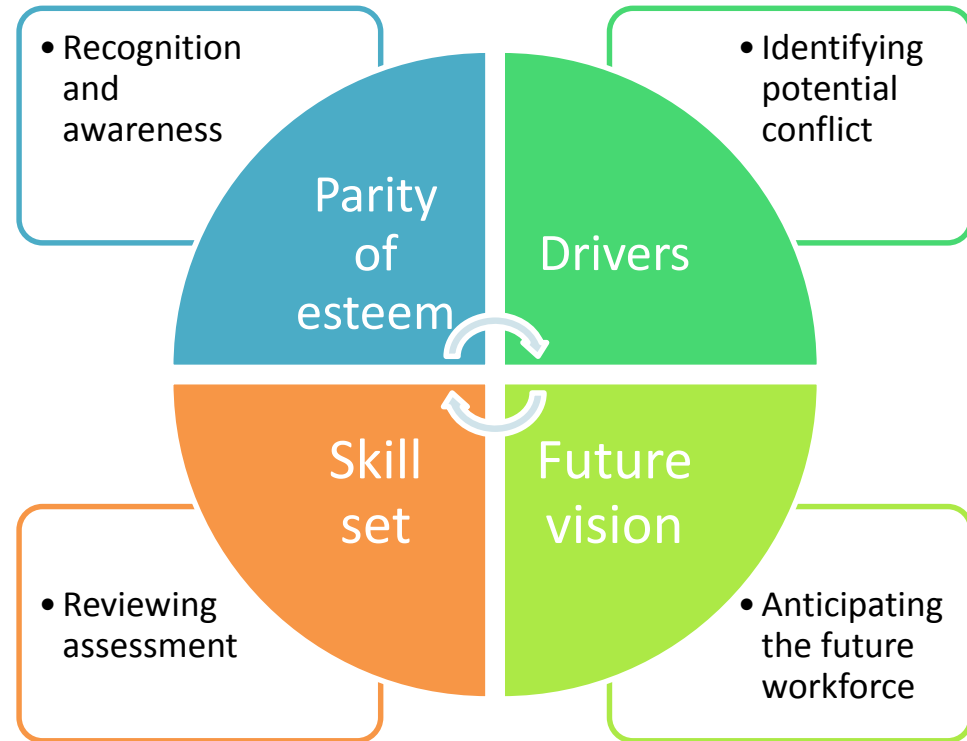 • Recognition
and
awareness
• Identifying
potential
conflict
Parity
of
esteem
Drivers
Skill
set
Future
vision
• Reviewing
assessment
• Anticipating
the future
workforce